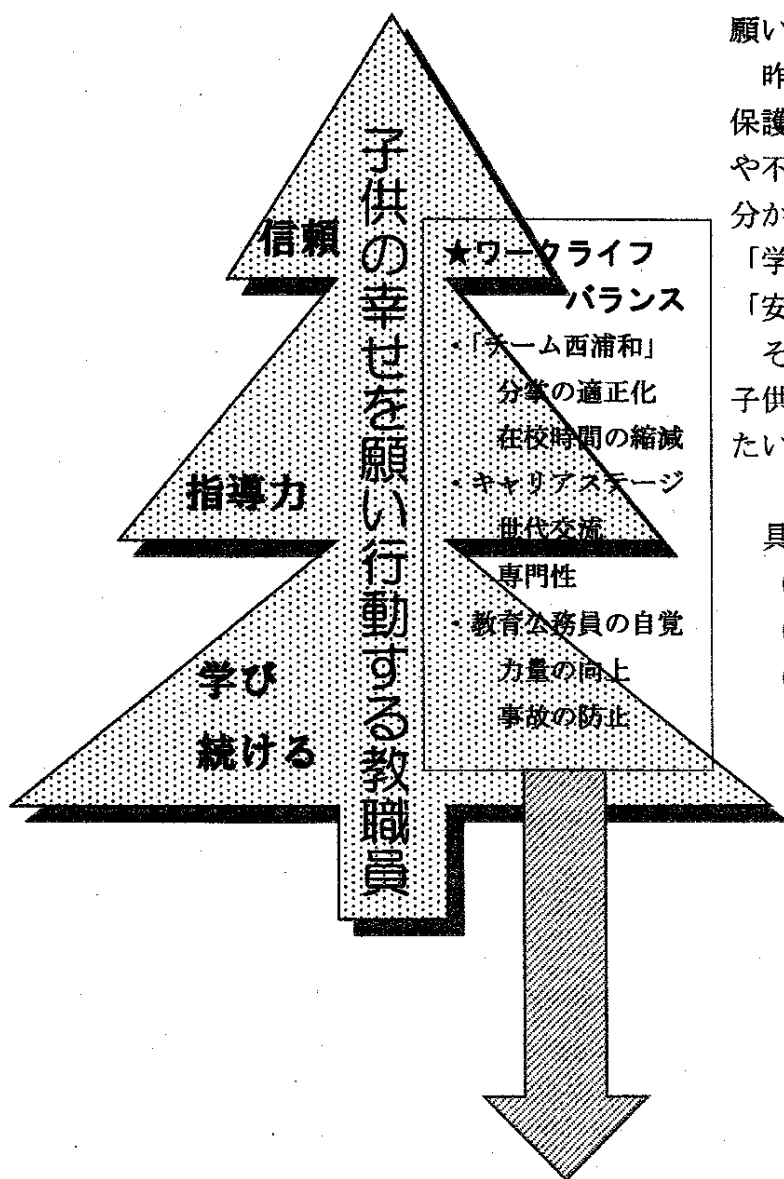 子供の幸せを願い行動する教職員
信頼
指導力
学び
続ける
★ワークライフ
バランス
・「チーム西浦和」
分掌の適正化
在校時間の縮減
・キャリアステージ
世代交流
専門性
・教育公務員の自覚
力量の向上
事故の防止
願い
昨
保護
や不
分か
「学
「安
そ
子供
たい
具